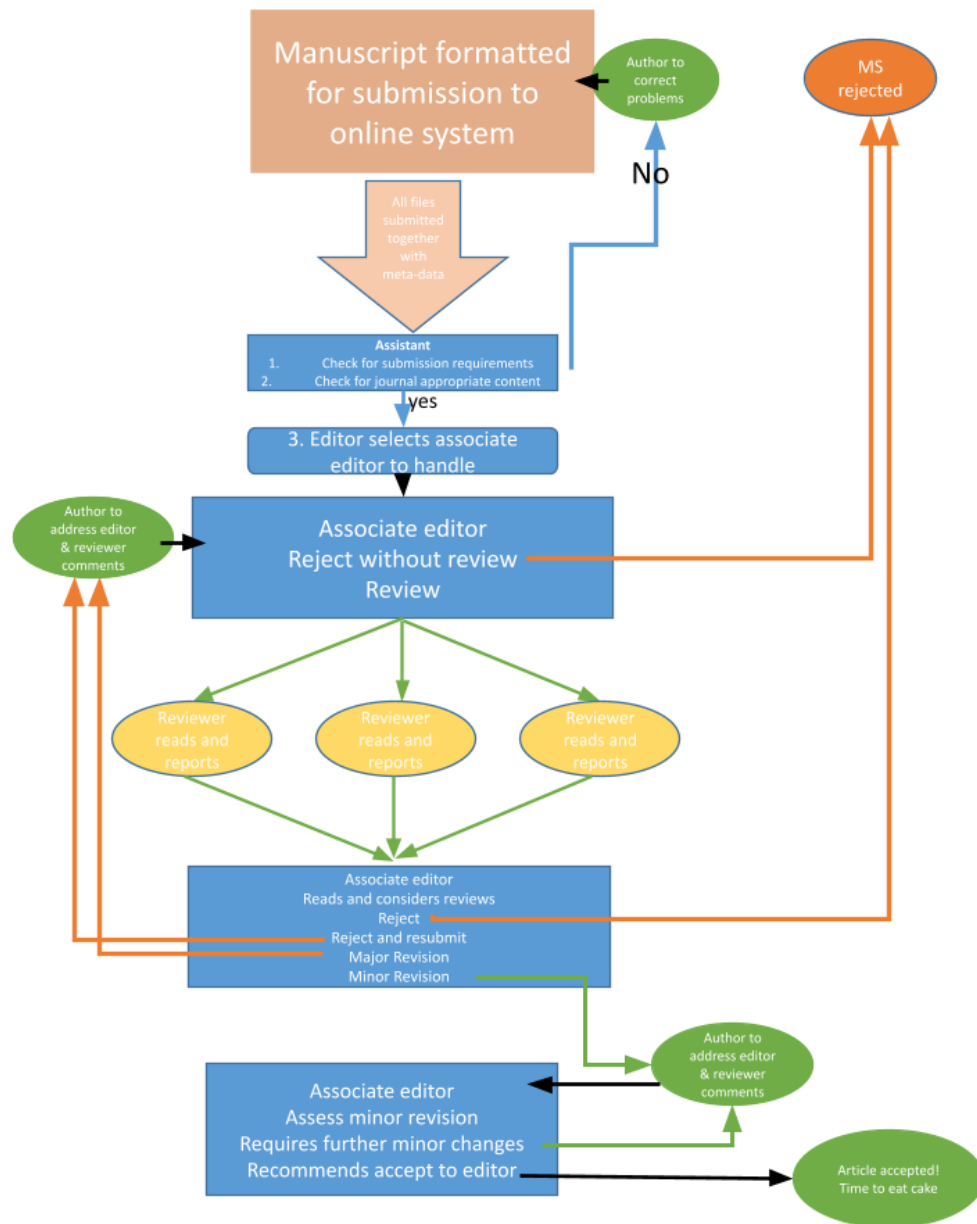 Manuscript formatted
for submission to
online system
Author to
correct
problems
MS
rejected
No
All files
submitted
together
with
meta-data
Assistant
1. Check for submission requirements
2. Check for journal appropriate content
yes
3. Editor selects associate
editor to handle
Author to
address editor
& reviewer
comments
Associate editor
Reject without review
Review
Reviewer
reads and
reports
Reviewer
reads and
reports
Reviewer
reads and
reports
Associate editor
Reads and considers reviews
Reject
Reject and resubmit
Major Revision
Minor Revision
Author to
address editor
& reviewer
comments
Associate editor
Assess minor revision
Requires further minor changes
Recommends accept to editor
Article accepted!
Time to eat cake